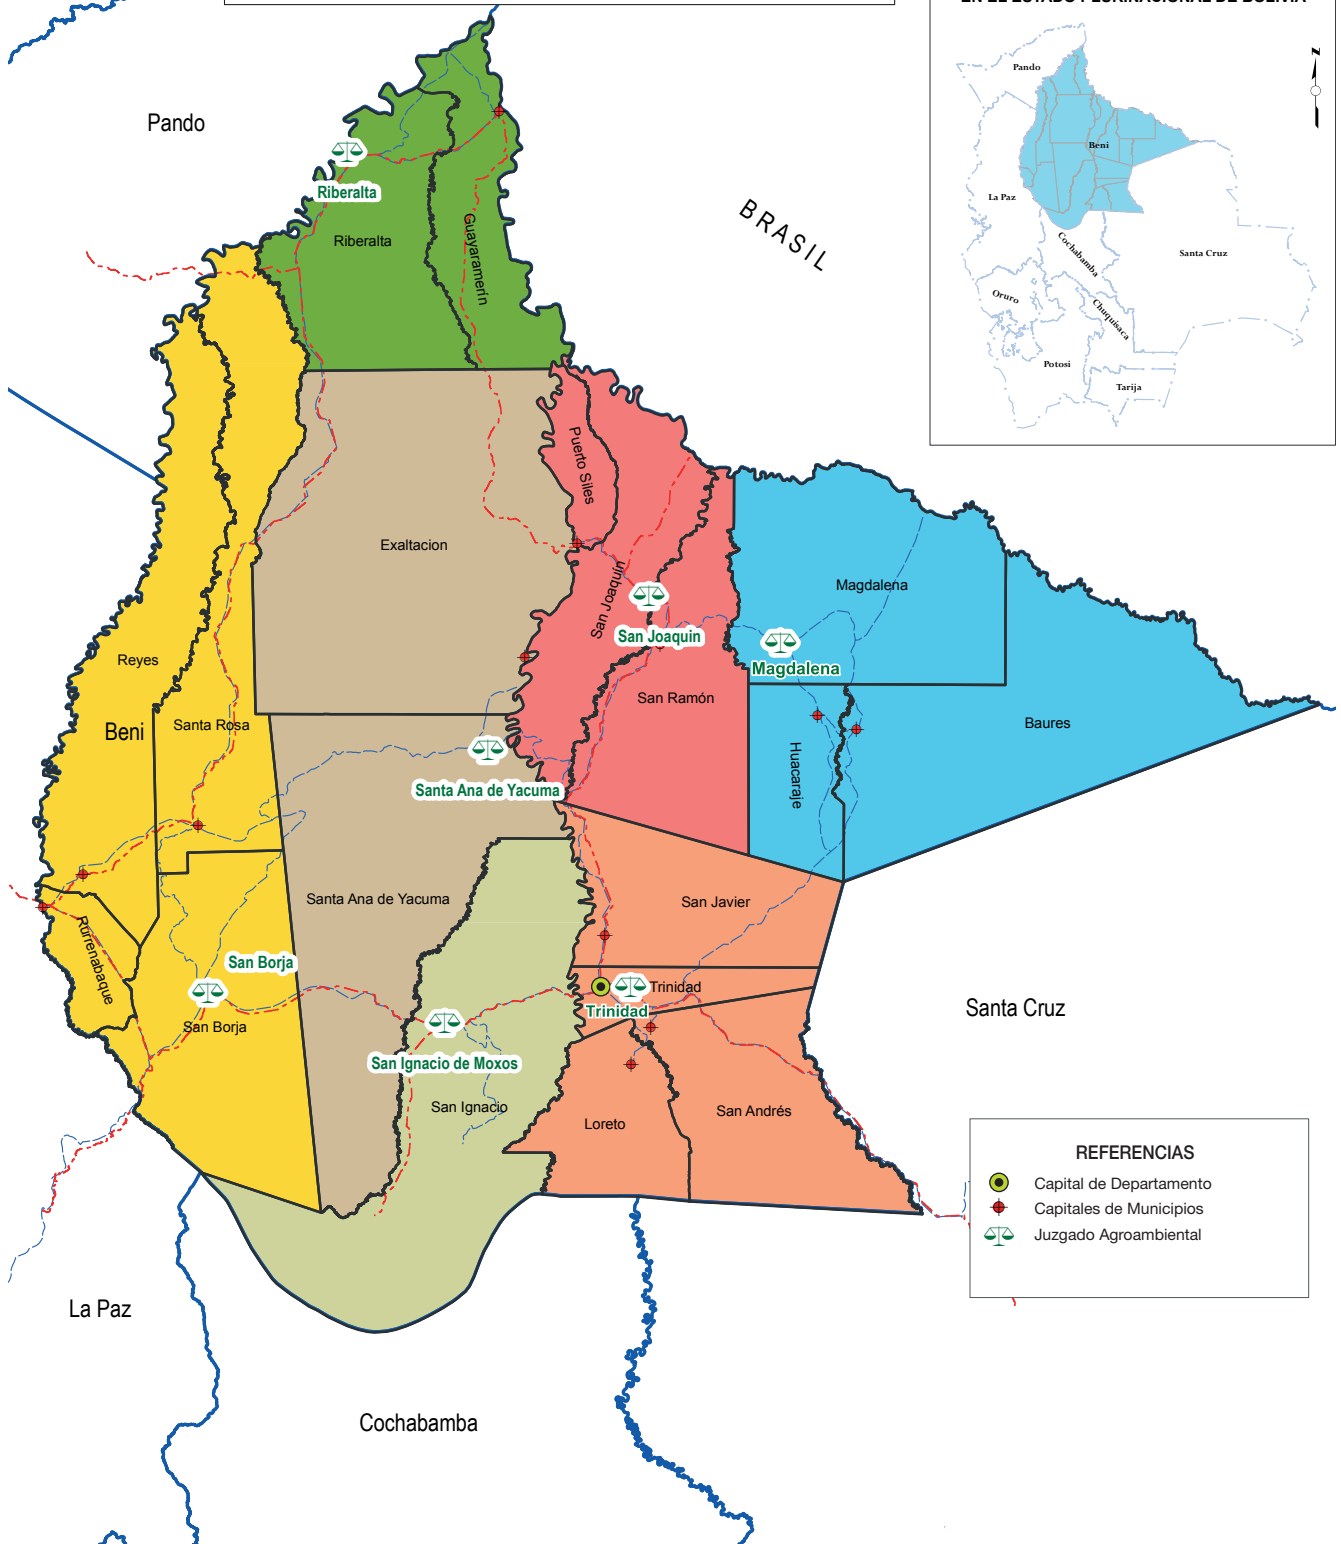 EN EL ESTADO PLURINACIONAL DE BOLIVIA
N
Pando
Beni
La Paz
Cochabamba
Santa Cruz
Oruro
Chuquisaca
Potosi
Tarija
Pando
BRASIL
Riberalta
Riberalta
Guayaramerín
Puerto Siles
Exaltacion
San Joaquín
San Joaquin
Magdalena
Magdalena
Reyes
Beni
Santa Rosa
San Ramón
Baures
Huacaraje
Santa Ana de Yacuma
Santa Ana de Yacuma
San Javier
Rurrenabaque
San Borja
San Borja
Trinidad
Trinidad
San Ignacio de Moxos
San Ignacio
Loreto
San Andrés
Santa Cruz
La Paz
Cochabamba
REFERENCIAS
Capital de Departamento
Capitales de Municipios
Juzgado Agroambiental